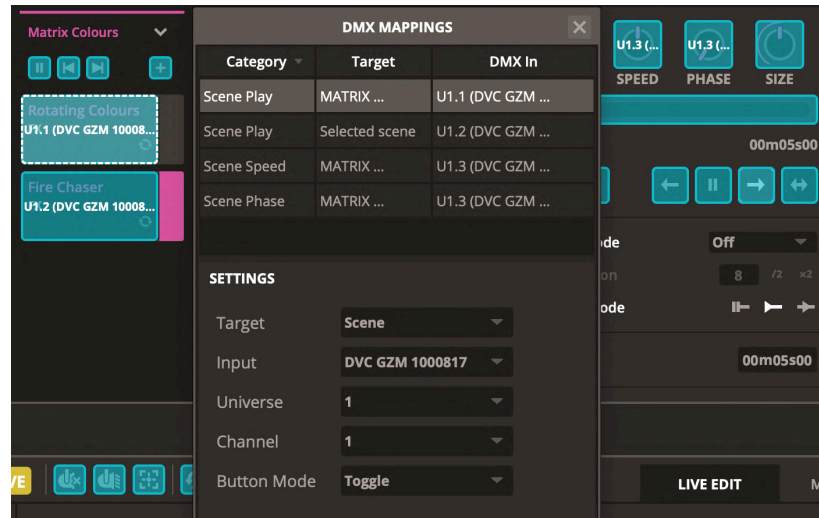 Matrix Colours
Rotating Colours
U1.1 (DVC GZM 10008...
Fire Chaser
U1.2 (DVC GZM 10008...
DMX MAPPINGS
Category Target DMX In
Scene Play MATRIX ... U1.1 (DVC GZM ...
Scene Play Selected scene U1.2 (DVC GZM ...
Scene Speed MATRIX ... U1.3 (DVC GZM ...
Scene Phase MATRIX ... U1.3 (DVC GZM ...
SETTINGS
Target Scene
Input DVC GZM 1000817
Universe 1
Channel 1
Button Mode Toggle
U1.3 (... U1.3 (...
SPEED PHASE SIZE
00m05s00
ode Off
on 8 /2 ×2
ode
00m05s00
VE
LIVE EDIT M